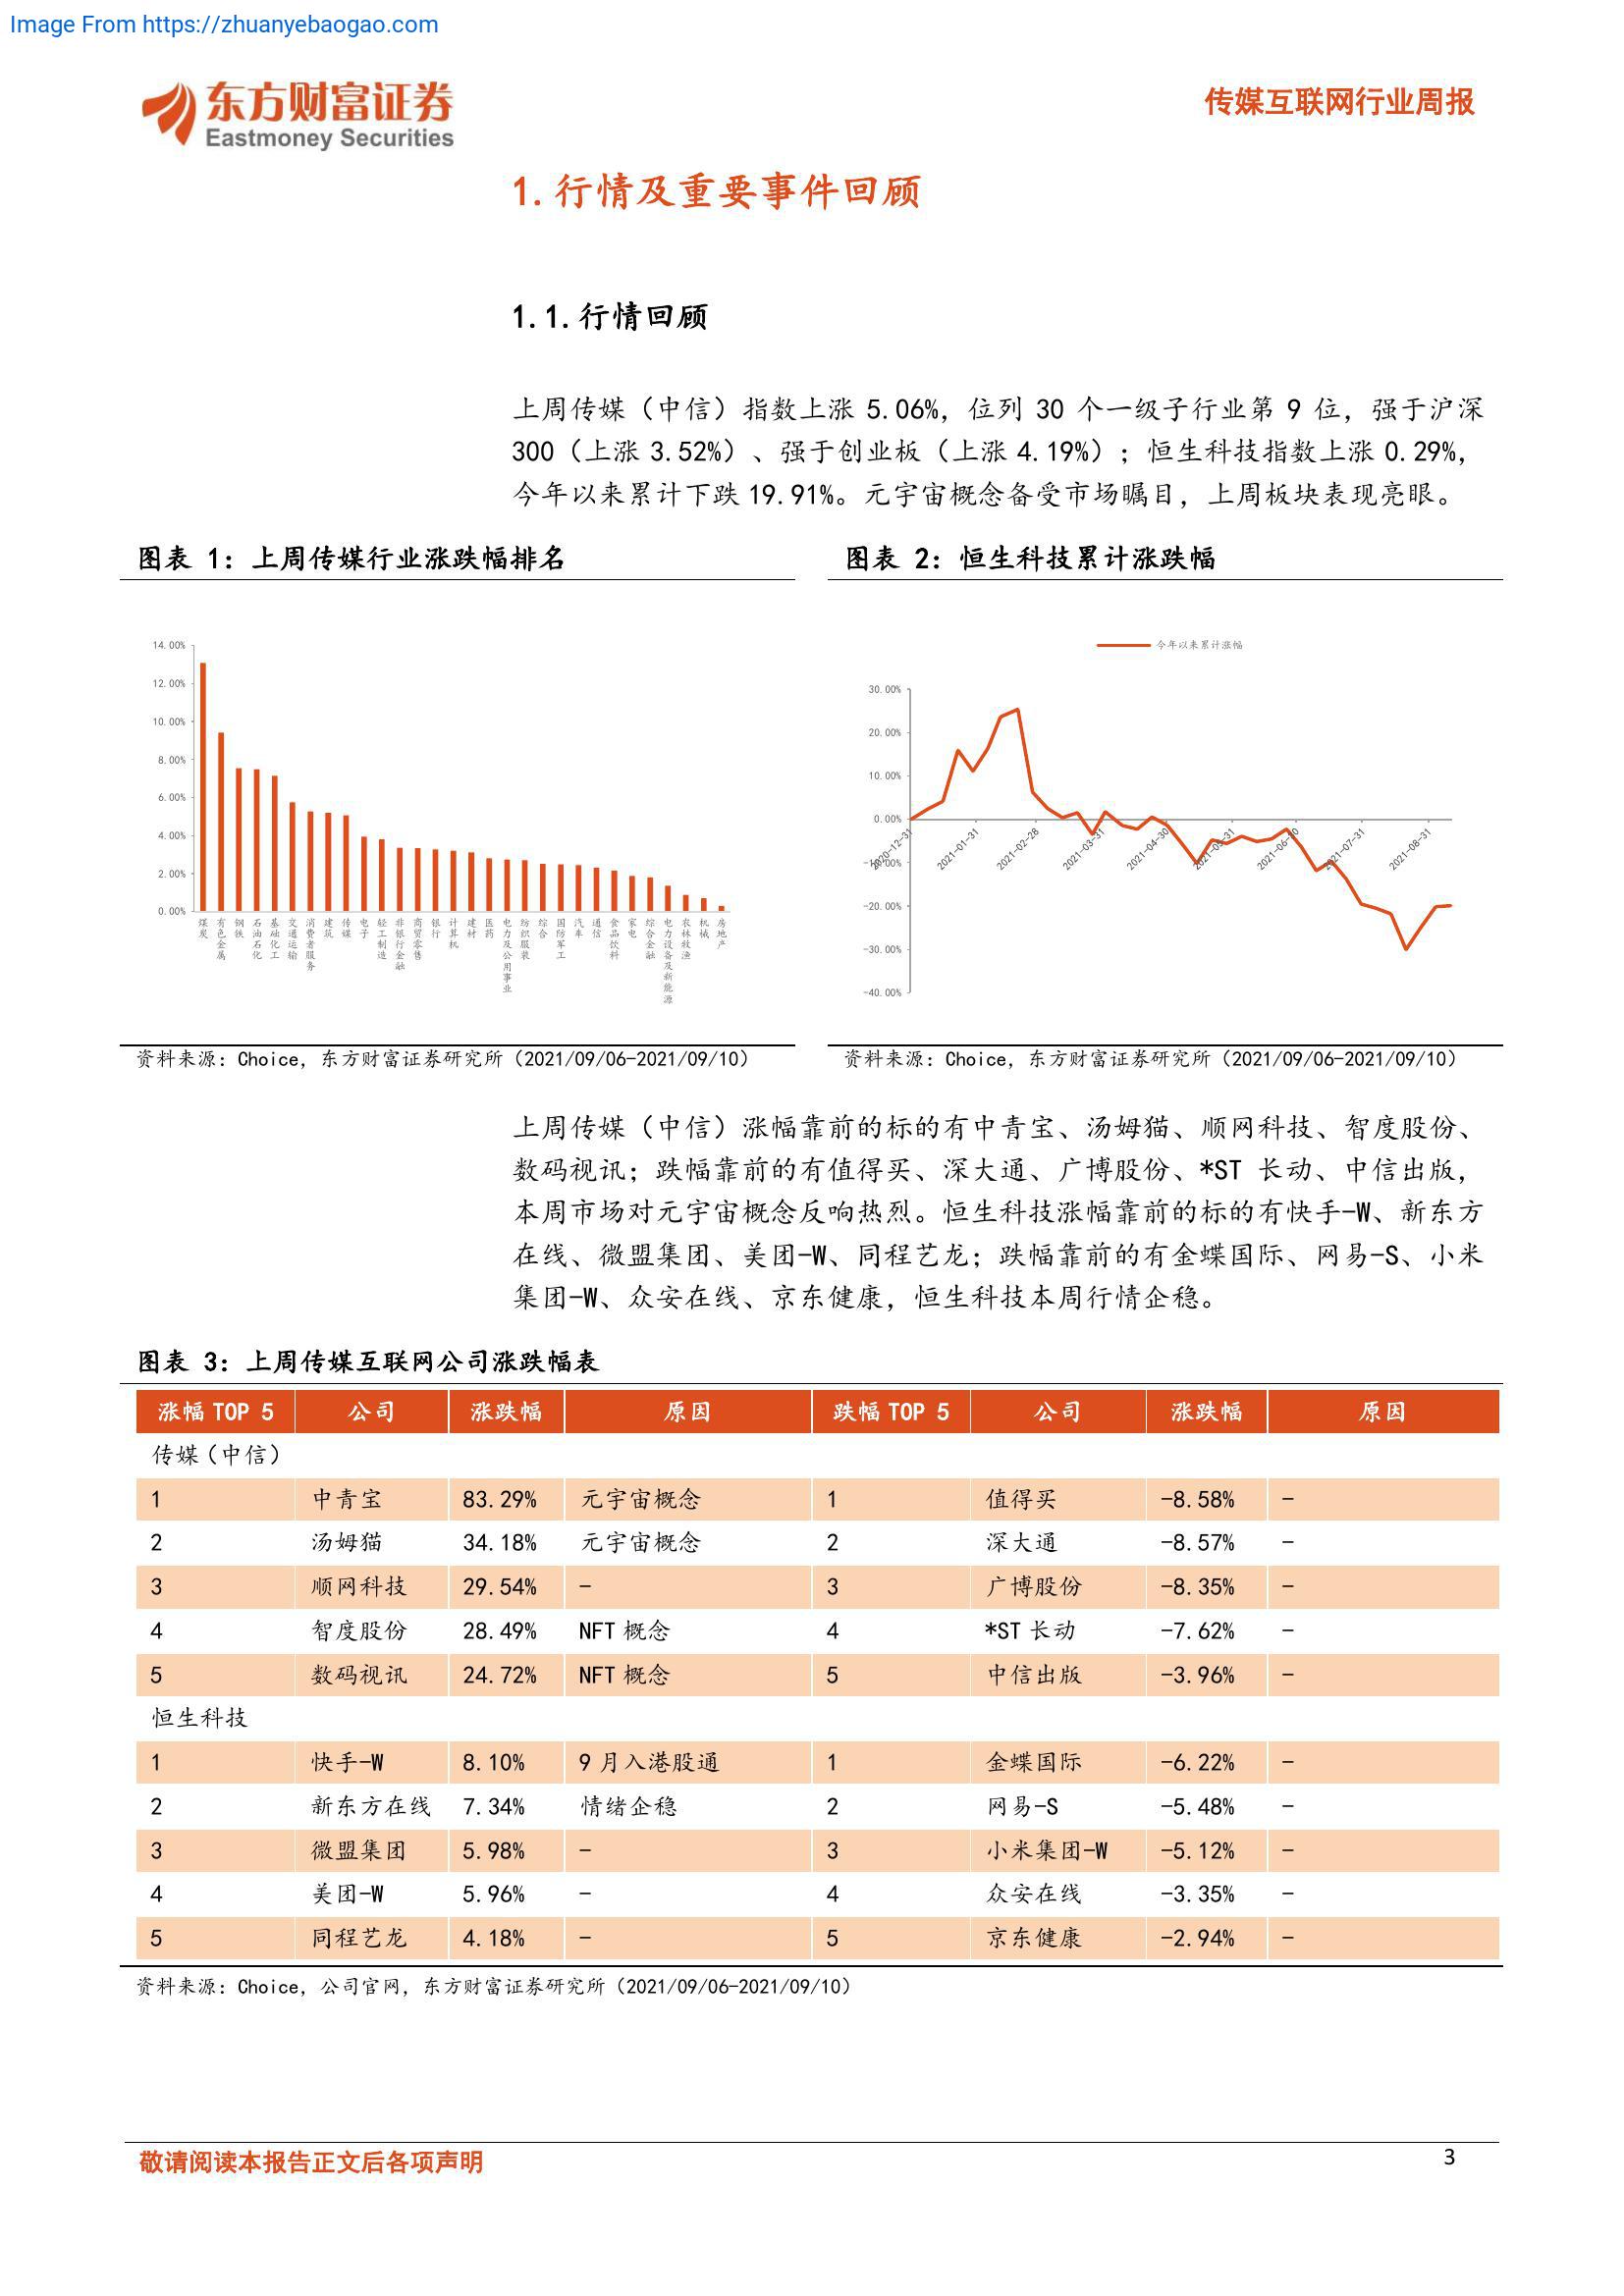 Image From https://zhuanyebaogao.com
东方财富证券
Eastmoney Securities
传媒互联网行业周报
1.行情及重要事件回顾
1.1.行情回顾
上周传媒（中信）指数上涨 5.06%，位列 30 个一级子行业第 9 位，强于沪深
300（上涨 3.52%）、强于创业板（上涨 4.19%）；恒生科技指数上涨 0.29%，
今年以来累计下跌 19.91%。元宇宙概念备受市场瞩目，上周板块表现亮眼。
图表 1：上周传媒行业涨跌幅排名
14.00%
12.00%
10.00%
8.00%
6.00%
4.00%
2.00%
0.00%
煤炭
有色金属
钢铁
石油石化
基础化工
交通运输
消费者服务
建筑
传媒
电子
轻工制造
非银行金融
商贸零售
银行
计算机
建材
医药
电力及公用事业
纺织服装
综合
国防军工
汽车
通信
食品饮料
家电
综合金融
电力设备及新能源
农林牧渔
机械
房地产
资料来源：Choice，东方财富证券研究所（2021/09/06-2021/09/10）
图表 2：恒生科技累计涨跌幅
今年以来累计涨幅
30.00%
20.00%
10.00%
0.00%
-10.00%
-20.00%
-30.00%
-40.00%
2020-12-31
2021-01-31
2021-02-28
2021-03-31
2021-04-30
2021-05-31
2021-06-30
2021-07-31
2021-08-31
资料来源：Choice，东方财富证券研究所（2021/09/06-2021/09/10）
上周传媒（中信）涨幅靠前的标的有中青宝、汤姆猫、顺网科技、智度股份、
数码视讯；跌幅靠前的有值得买、深大通、广博股份、*ST 长动、中信出版，
本周市场对元宇宙概念反响热烈。恒生科技涨幅靠前的标的有快手-W、新东方
在线、微盟集团、美团-W、同程艺龙；跌幅靠前的有金蝶国际、网易-S、小米
集团-W、众安在线、京东健康，恒生科技本周行情企稳。
图表 3：上周传媒互联网公司涨跌幅表
涨幅 TOP 5 公司 涨跌幅 原因 跌幅 TOP 5 公司 涨跌幅 原因
传媒（中信）
1 中青宝 83.29% 元宇宙概念 1 值得买 -8.58% -
2 汤姆猫 34.18% 元宇宙概念 2 深大通 -8.57% -
3 顺网科技 29.54% - 3 广博股份 -8.35% -
4 智度股份 28.49% NFT 概念 4 *ST 长动 -7.62% -
5 数码视讯 24.72% NFT 概念 5 中信出版 -3.96% -
恒生科技
1 快手-W 8.10% 9 月入港股通 1 金蝶国际 -6.22% -
2 新东方在线 7.34% 情绪企稳 2 网易-S -5.48% -
3 微盟集团 5.98% - 3 小米集团-W -5.12% -
4 美团-W 5.96% - 4 众安在线 -3.35% -
5 同程艺龙 4.18% - 5 京东健康 -2.94% -
资料来源：Choice，公司官网，东方财富证券研究所（2021/09/06-2021/09/10）
敬请阅读本报告正文后各项声明
3